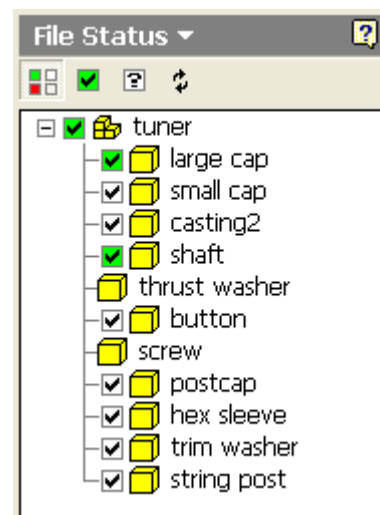 File Status
tuner
large cap
small cap
casting2
shaft
thrust washer
button
screw
postcap
hex sleeve
trim washer
string post